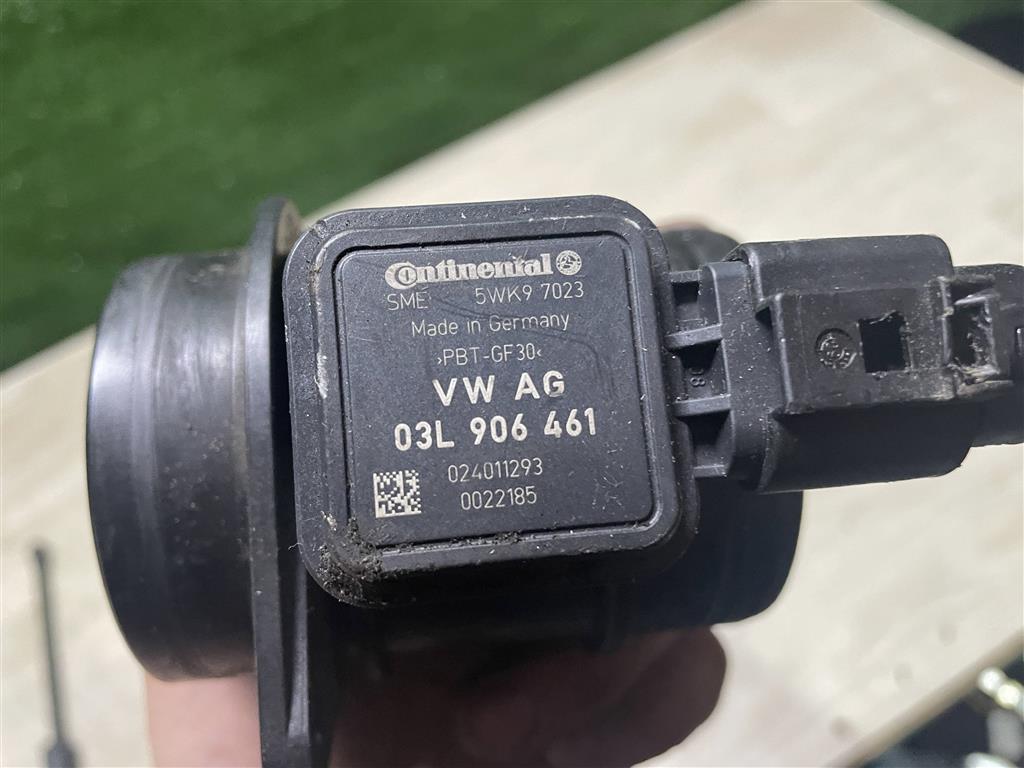 Continental
SME 5WK9 7023
Made in Germany
›PBT-GF30‹
VW AG
03L 906 461
024011293
0022185